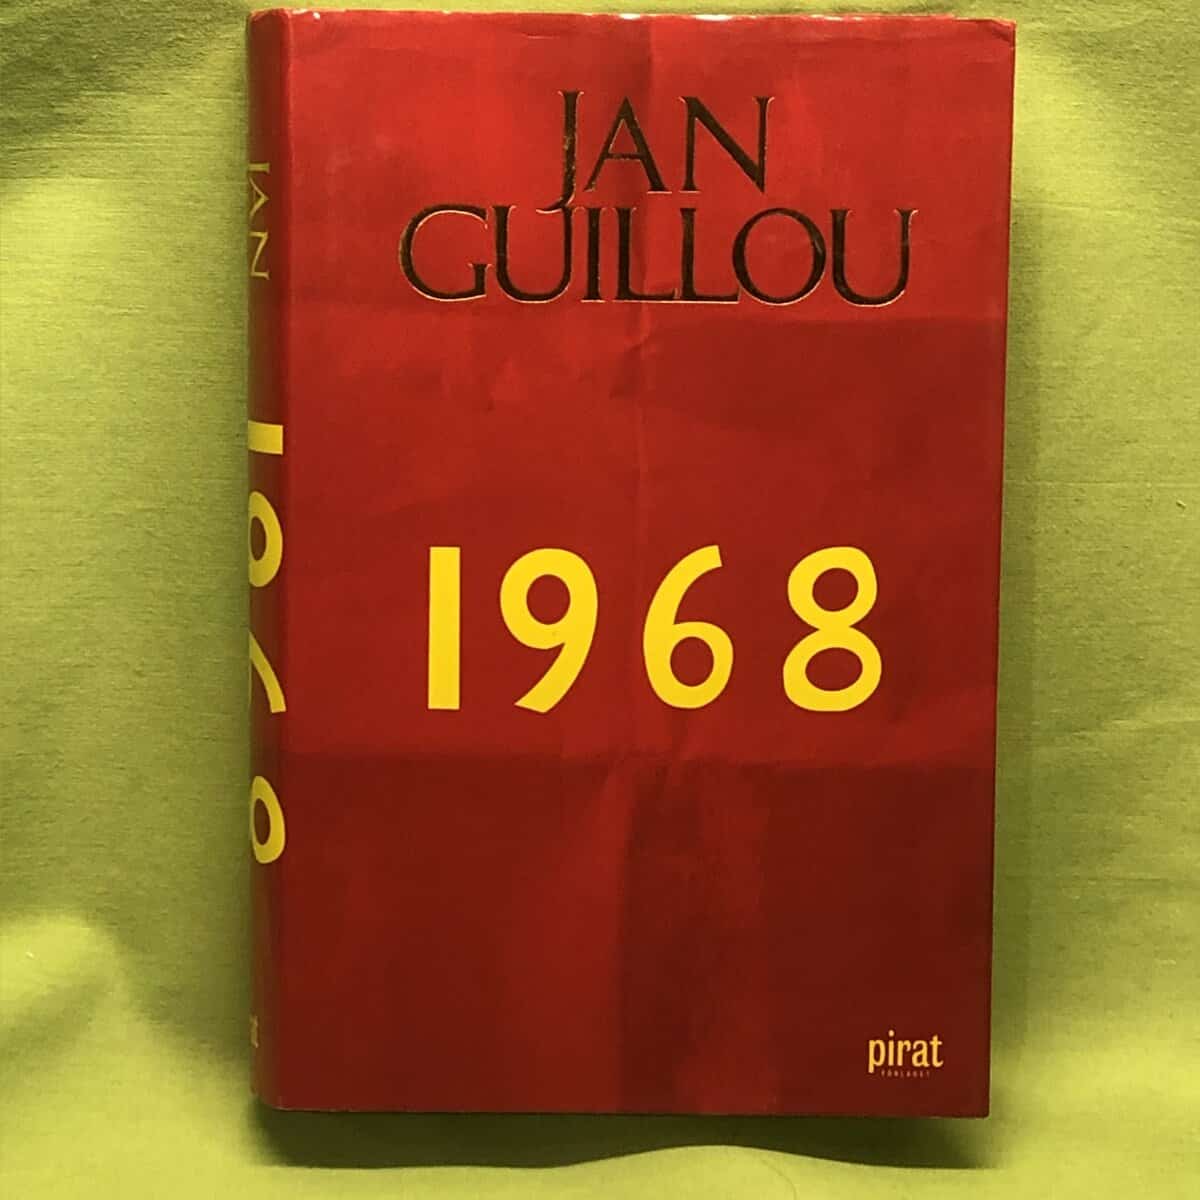 JAN
GUILLOU
1968
pirat
FÖRLAGET
JAN
1968